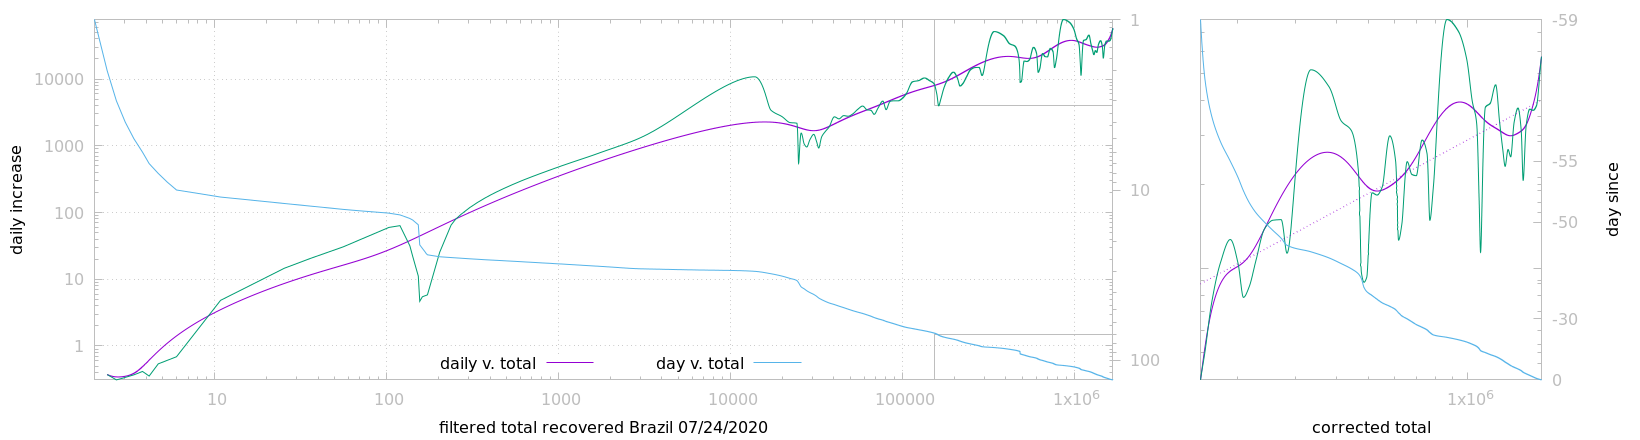 daily increase
10000
1000
100
10
1
daily v. total
day v. total
10
100
1000
10000
100000
1x10⁶
filtered total recovered Brazil 07/24/2020
1
10
100
1x10⁶
corrected total
-59
-55
-50
-30
0
day since